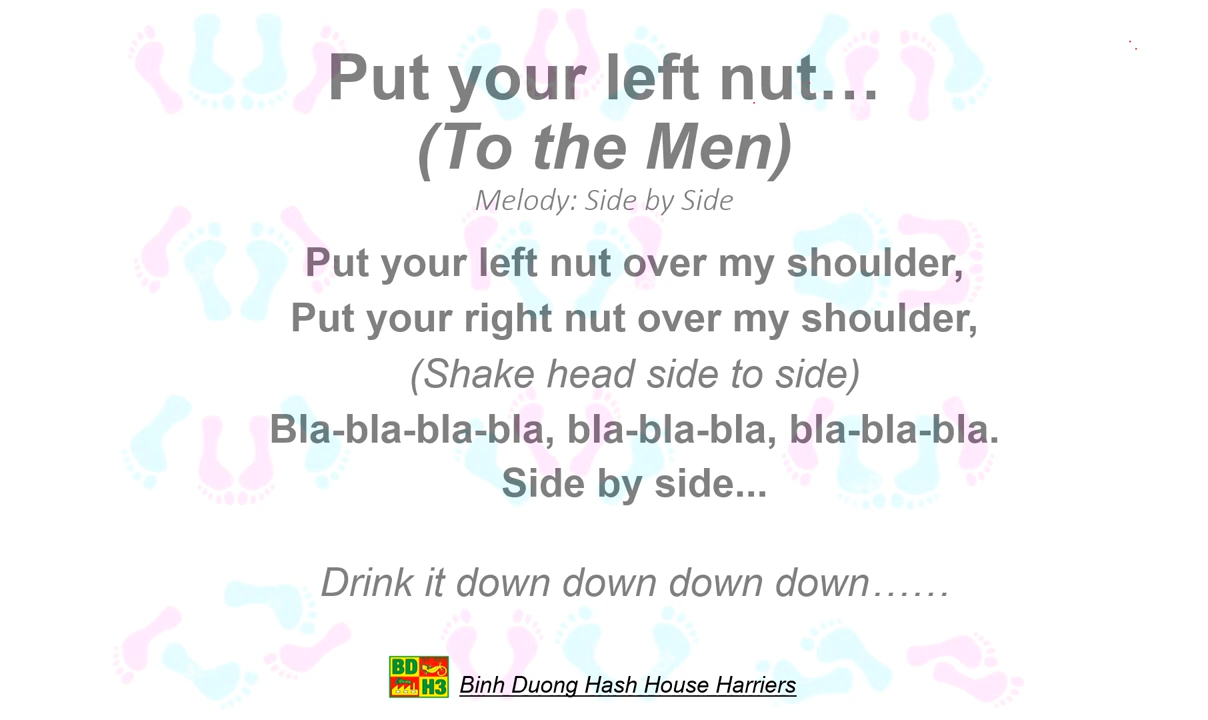 Put your left nut…
(To the Men)
Melody: Side by Side
Put your left nut over my shoulder,
Put your right nut over my shoulder,
(Shake head side to side)
Bla-bla-bla-bla, bla-bla-bla, bla-bla-bla.
Side by side...
Drink it down down down down……
BD
H3
Binh Duong Hash House Harriers